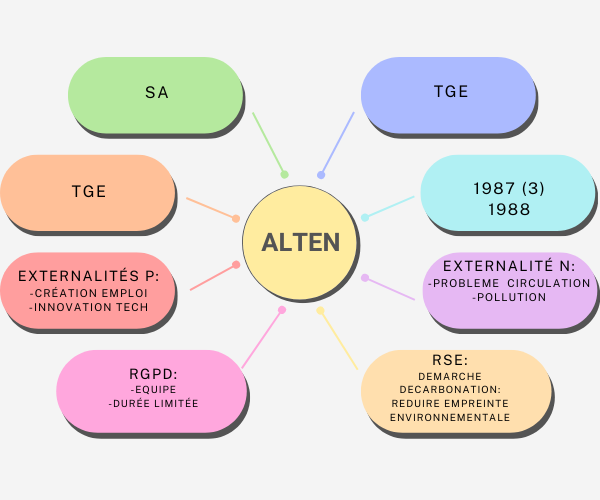 SA
TGE
TGE
1987 (3)
1988
ALTEN
EXTERNALITÉS P:
-CRÉATION EMPLOI
-INNOVATION TECH
EXTERNALITÉ N:
-PROBLEME CIRCULATION
-POLLUTION
RGPD:
-EQUIPE
-DURÉE LIMITÉE
RSE:
DEMARCHE
DECARBONATION:
REDUIRE EMPREINTE
ENVIRONNEMENTALE